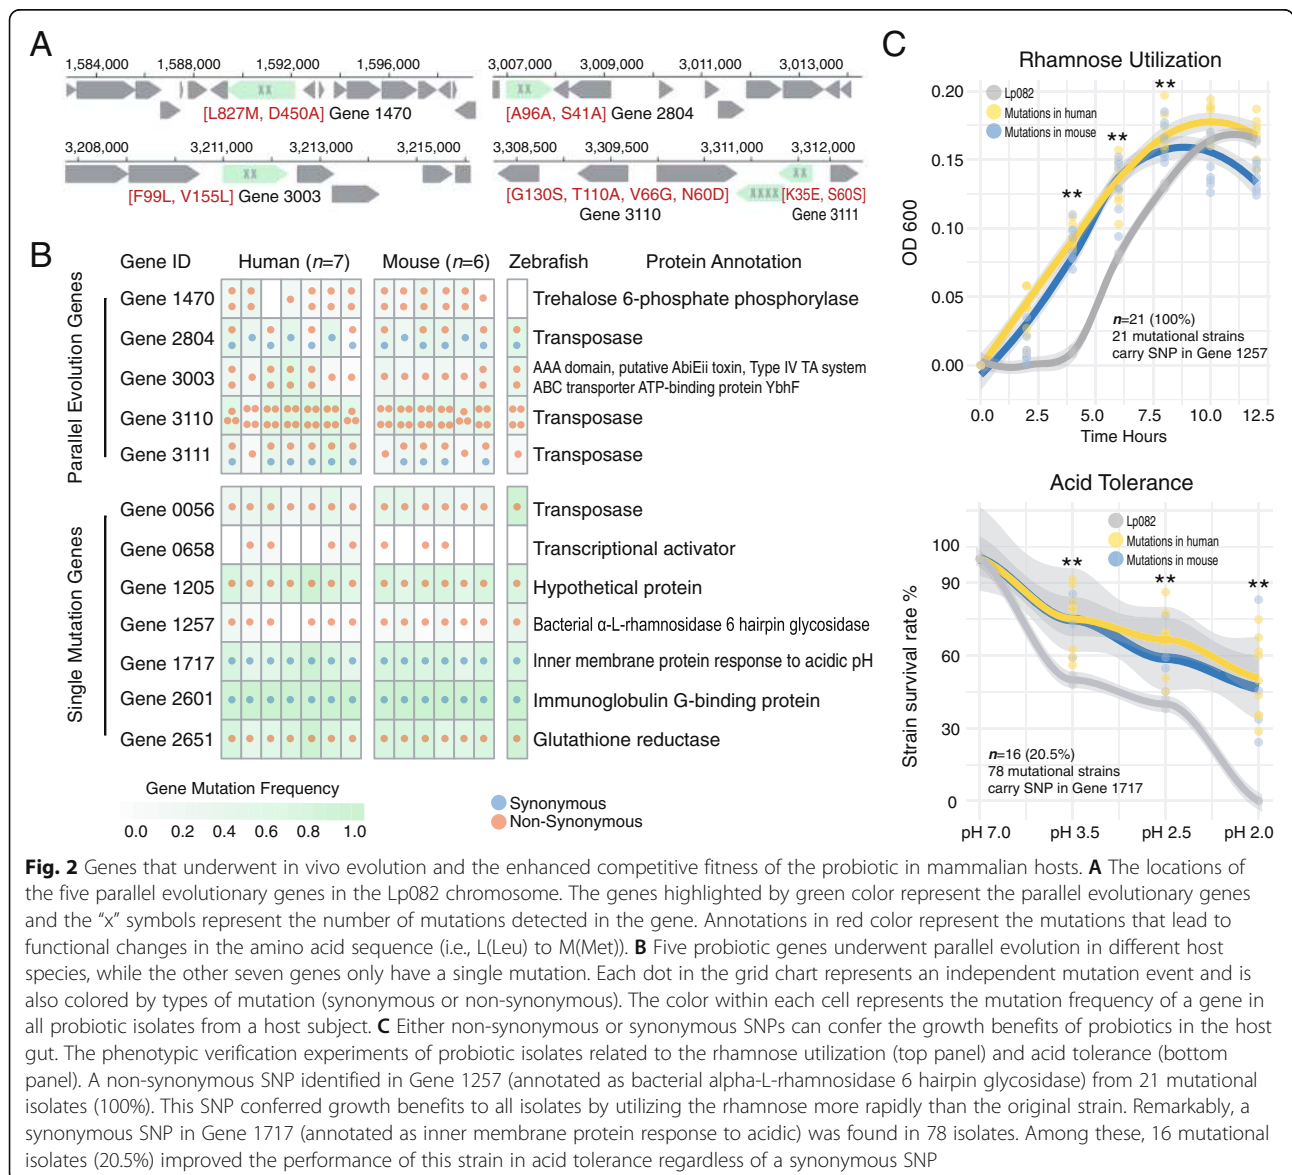 A
1,584,000 1,588,000 1,592,000 1,596,000
XX
[L827M, D450A] Gene 1470
3,007,000 3,009,000 3,011,000 3,013,000
XX
[A96A, S41A] Gene 2804
3,208,000 3,211,000 3,213,000 3,215,000
XX
[F99L, V155L] Gene 3003
3,308,500 3,309,500 3,311,000 3,312,000
XX
XXXX
[G130S, T110A, V66G, N60D]
Gene 3110
[K35E, S60S]
Gene 3111
B
Gene ID Human (n=7) Mouse (n=6) Zebrafish Protein Annotation
Parallel Evolution Genes
Gene 1470 Trehalose 6-phosphate phosphorylase
Gene 2804 Transposase
Gene 3003 AAA domain, putative AbiEii toxin, Type IV TA system
ABC transporter ATP-binding protein YbhF
Gene 3110 Transposase
Gene 3111 Transposase
Single Mutation Genes
Gene 0056 Transposase
Gene 0658 Transcriptional activator
Gene 1205 Hypothetical protein
Gene 1257 Bacterial α-L-rhamnosidase 6 hairpin glycosidase
Gene 1717 Inner membrane protein response to acidic pH
Gene 2601 Immunoglobulin G-binding protein
Gene 2651 Glutathione reductase
Gene Mutation Frequency
0.0 0.2 0.4 0.6 0.8 1.0
Synonymous
Non-Synonymous
C
Rhamnose Utilization
Lp082
Mutations in human
Mutations in mouse
**
**
**
OD 600
0.20
0.15
0.10
0.05
0.00
n=21 (100%)
21 mutational strains
carry SNP in Gene 1257
0.0 2.5 5.0 7.5 10.0 12.5
Time Hours
Acid Tolerance
Lp082
Mutations in human
Mutations in mouse
**
**
**
Strain survival rate %
100
90
60
30
0
n=16 (20.5%)
78 mutational strains
carry SNP in Gene 1717
pH 7.0 pH 3.5 pH 2.5 pH 2.0
Fig. 2 Genes that underwent in vivo evolution and the enhanced competitive fitness of the probiotic in mammalian hosts. A The locations of
the five parallel evolutionary genes in the Lp082 chromosome. The genes highlighted by green color represent the parallel evolutionary genes
and the “x” symbols represent the number of mutations detected in the gene. Annotations in red color represent the mutations that lead to
functional changes in the amino acid sequence (i.e., L(Leu) to M(Met)). B Five probiotic genes underwent parallel evolution in different host
species, while the other seven genes only have a single mutation. Each dot in the grid chart represents an independent mutation event and is
also colored by types of mutation (synonymous or non-synonymous). The color within each cell represents the mutation frequency of a gene in
all probiotic isolates from a host subject. C Either non-synonymous or synonymous SNPs can confer the growth benefits of probiotics in the host
gut. The phenotypic verification experiments of probiotic isolates related to the rhamnose utilization (top panel) and acid tolerance (bottom
panel). A non-synonymous SNP identified in Gene 1257 (annotated as bacterial alpha-L-rhamnosidase 6 hairpin glycosidase) from 21 mutational
isolates (100%). This SNP conferred growth benefits to all isolates by utilizing the rhamnose more rapidly than the original strain. Remarkably, a
synonymous SNP in Gene 1717 (annotated as inner membrane protein response to acidic) was found in 78 isolates. Among these, 16 mutational
isolates (20.5%) improved the performance of this strain in acid tolerance regardless of a synonymous SNP